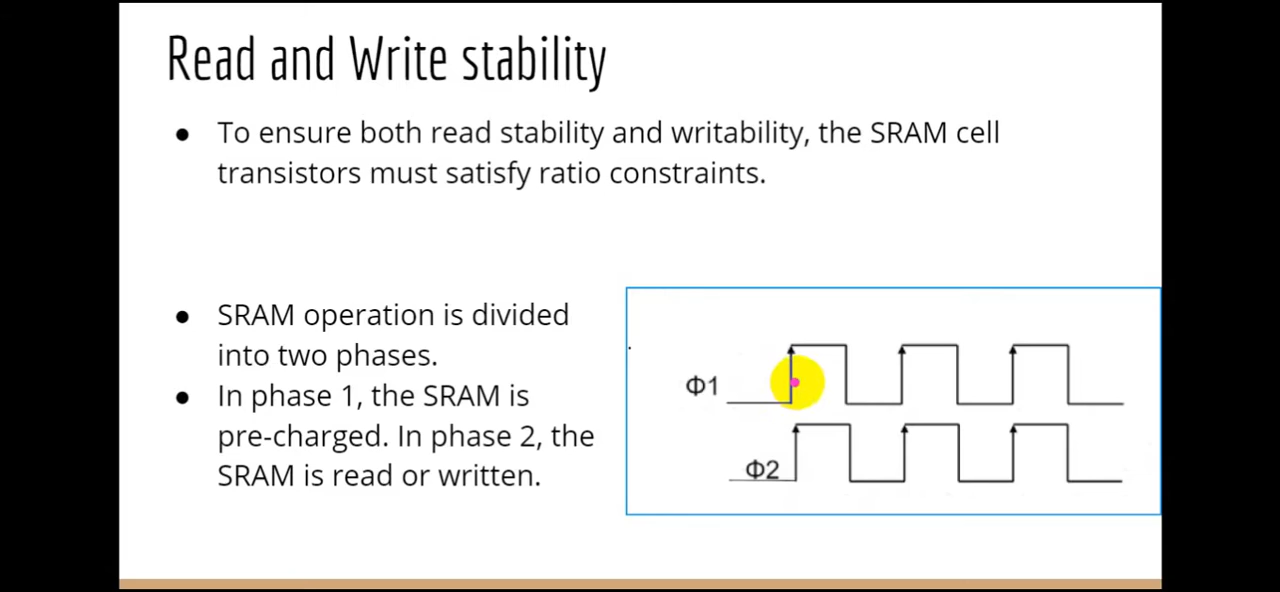 Read and Write stability
● To ensure both read stability and writability, the SRAM cell
transistors must satisfy ratio constraints.
● SRAM operation is divided
into two phases.
● In phase 1, the SRAM is
pre-charged. In phase 2, the
SRAM is read or written.
Φ1
Φ2